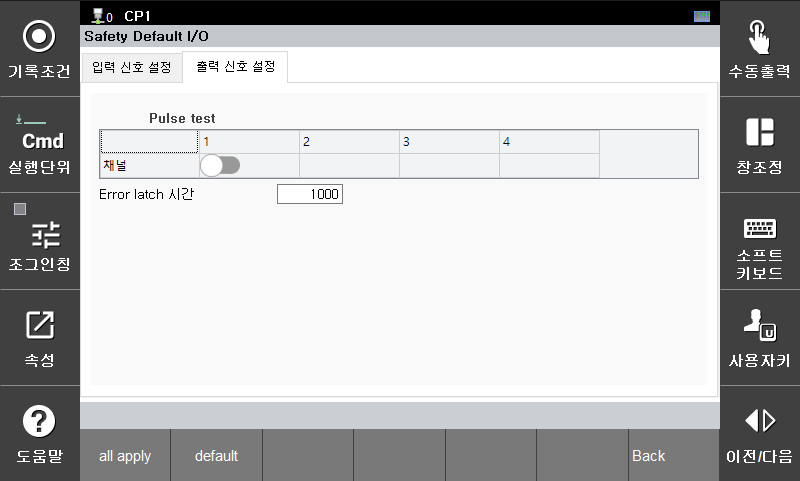 0 CP1
Safety Default I/O
입력 신호 설정
출력 신호 설정
Pulse test
1 2 3 4
채널
Error latch 시간 1000
기록조건
Cmd
실행단위
조그인칭
속성
도움말
수동출력
창조정
소프트
키보드
U
사용자키
이전/다음
all apply
default
Back